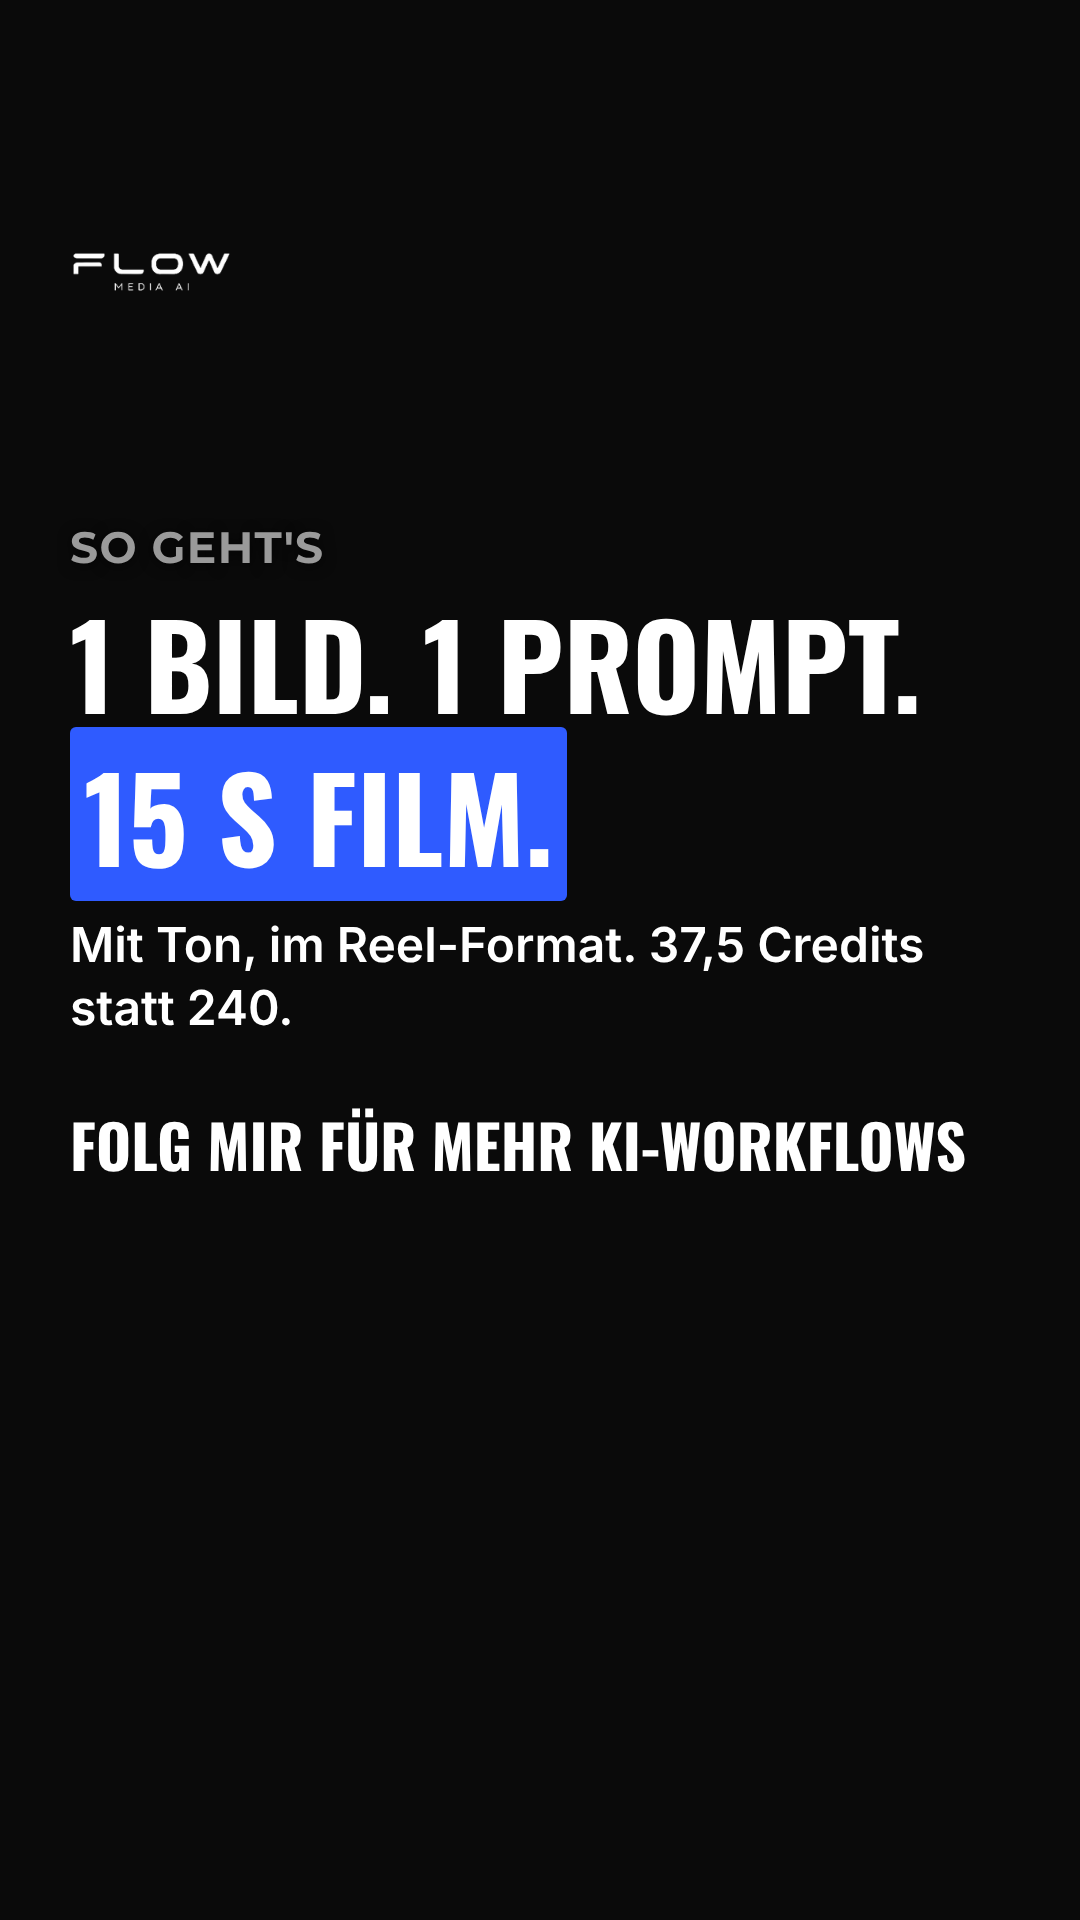 FLOW
MEDIA AI
SO GEHT'S
1 BILD. 1 PROMPT.
15 S FILM.
Mit Ton, im Reel-Format. 37,5 Credits
statt 240.
FOLG MIR FÜR MEHR KI-WORKFLOWS